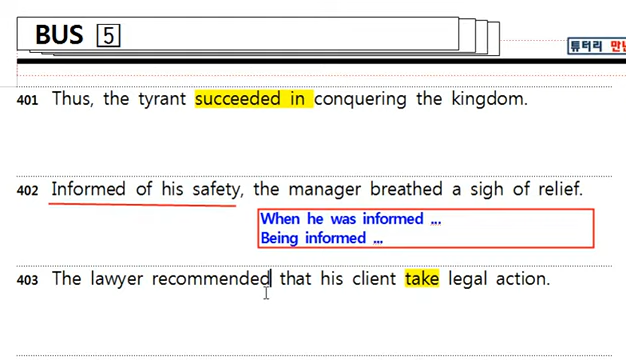 BUS 5
튜터리 만
401 Thus, the tyrant succeeded in conquering the kingdom.
402 Informed of his safety, the manager breathed a sigh of relief.
When he was informed ...
Being informed ...
403 The lawyer recommended that his client take legal action.